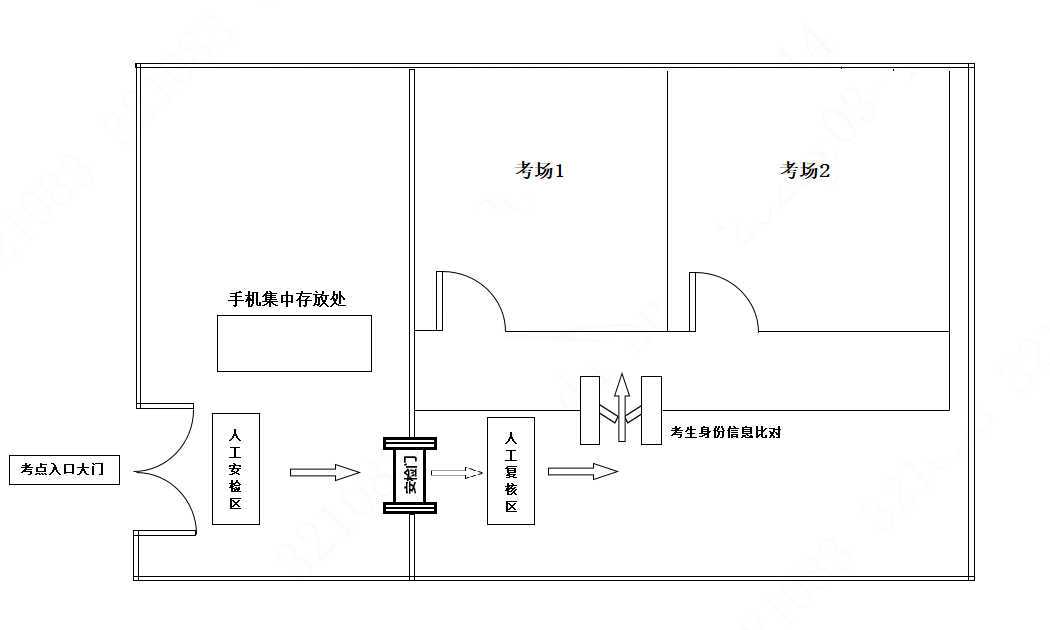 考场1
考场2
手机集中存放处
考点入口大门
人工安检区
安检门
人工复核区
考生身份信息比对